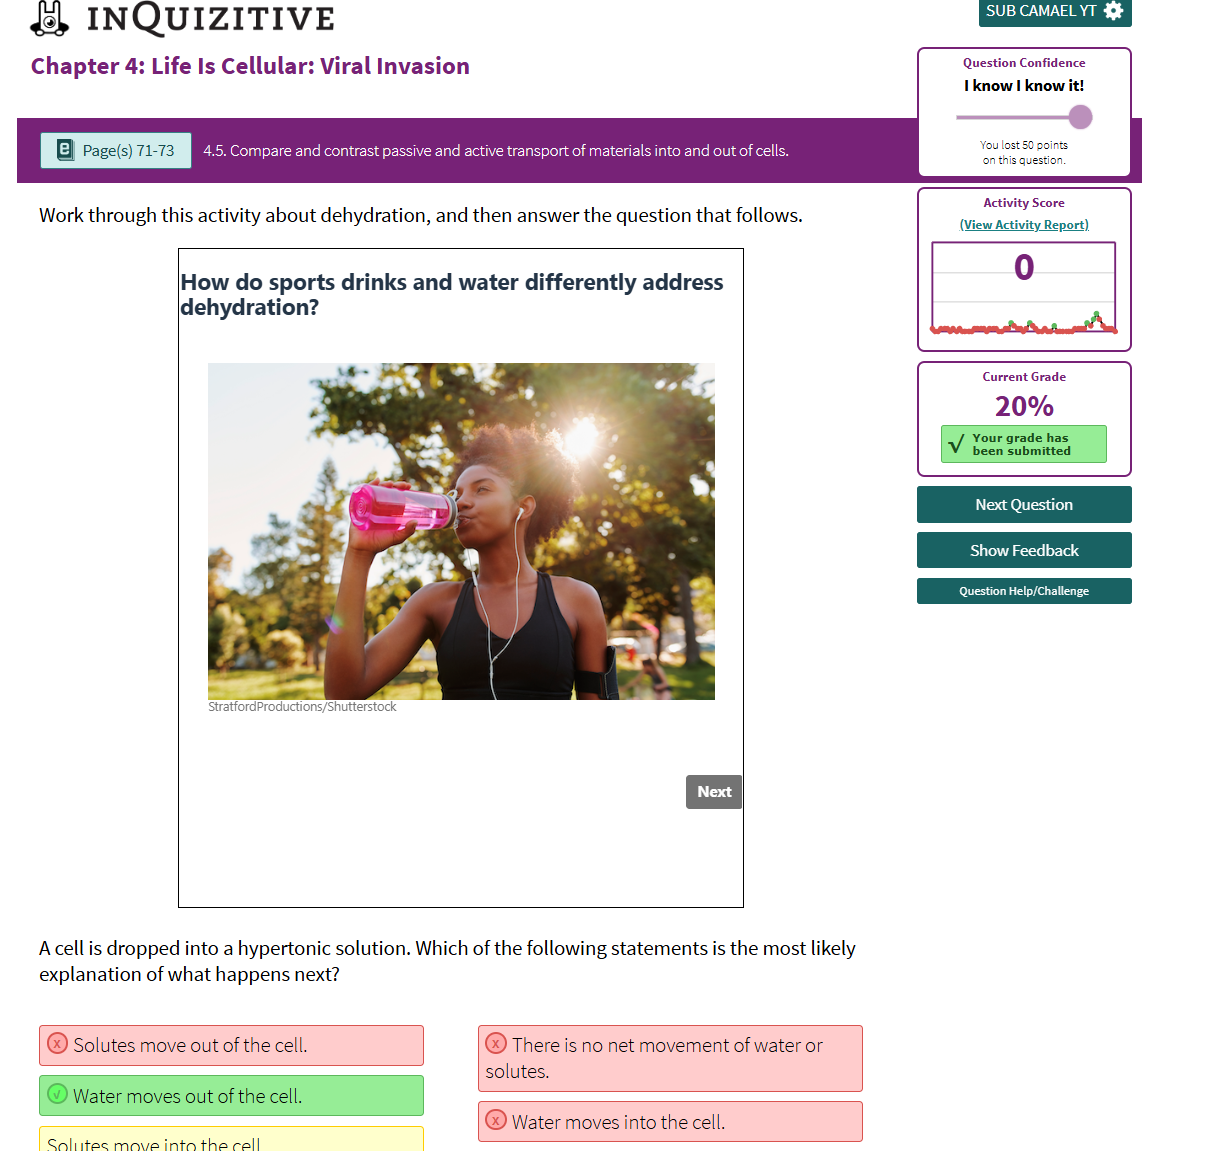 INQUIZITIVE
SUB CAMAEL YT
Chapter 4: Life Is Cellular: Viral Invasion
Question Confidence
I know I know it!
You lost 50 points
on this question.
Page(s) 71-73
4.5. Compare and contrast passive and active transport of materials into and out of cells.
Activity Score
(View Activity Report)
0
Current Grade
20%
Your grade has
been submitted
Next Question
Show Feedback
Question Help/Challenge
Work through this activity about dehydration, and then answer the question that follows.
How do sports drinks and water differently address
dehydration?
StratfordProductions/Shutterstock
Next
A cell is dropped into a hypertonic solution. Which of the following statements is the most likely
explanation of what happens next?
x Solutes move out of the cell.
√ Water moves out of the cell.
Solutes move into the cell
x There is no net movement of water or
solutes.
x Water moves into the cell.